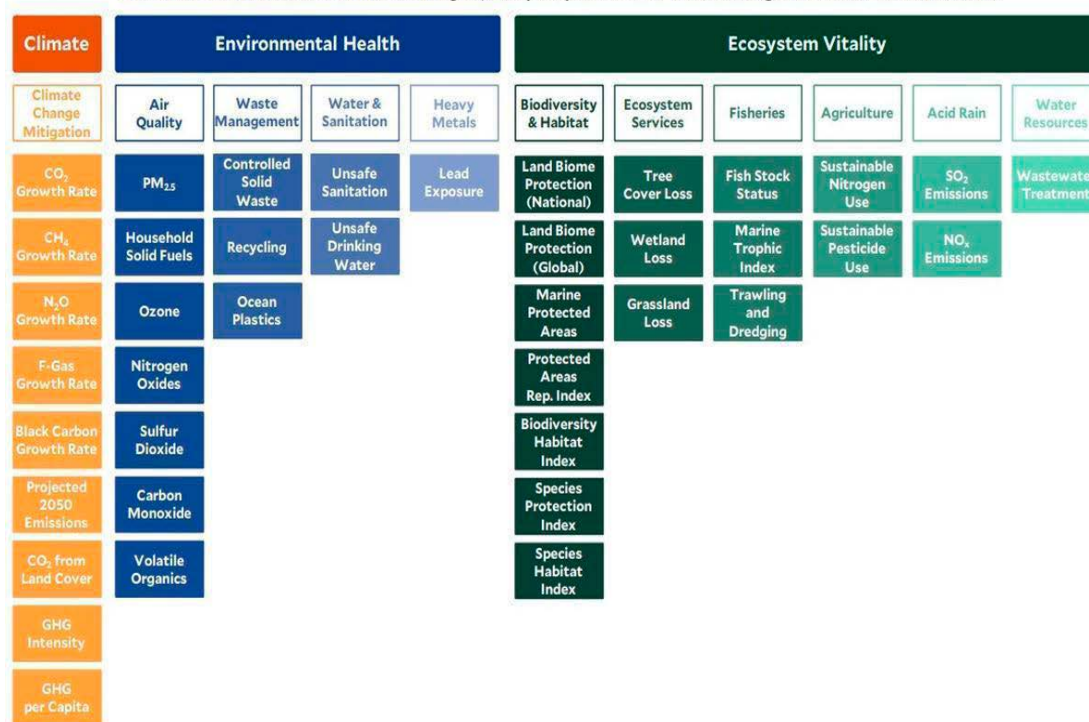 Climate
Environmental Health
Ecosystem Vitality
Climate
Change
Mitigation
Air
Quality
Waste
Management
Water &
Sanitation
Heavy
Metals
Biodiversity
& Habitat
Ecosystem
Services
Fisheries
Agriculture
Acid Rain
Water
Resources
CO₂
Growth Rate
PM₂.₅
Controlled
Solid
Waste
Unsafe
Sanitation
Lead
Exposure
Land Biome
Protection
(National)
Tree
Cover Loss
Fish Stock
Status
Sustainable
Nitrogen
Use
SO₂
Emissions
Wastewater
Treatment
CH₄
Growth Rate
Household
Solid Fuels
Recycling
Unsafe
Drinking
Water
Land Biome
Protection
(Global)
Wetland
Loss
Marine
Trophic
Index
Sustainable
Pesticide
Use
NOₓ
Emissions
N₂O
Growth Rate
Ozone
Ocean
Plastics
Marine
Protected
Areas
Grassland
Loss
Trawling
and
Dredging
F-Gas
Growth Rate
Nitrogen
Oxides
Protected
Areas
Rep. Index
Black Carbon
Growth Rate
Sulfur
Dioxide
Biodiversity
Habitat
Index
Projected
2050
Emissions
Carbon
Monoxide
Species
Protection
Index
CO₂ from
Land Cover
Volatile
Organics
Species
Habitat
Index
GHG
Intensity
GHG
per Capita